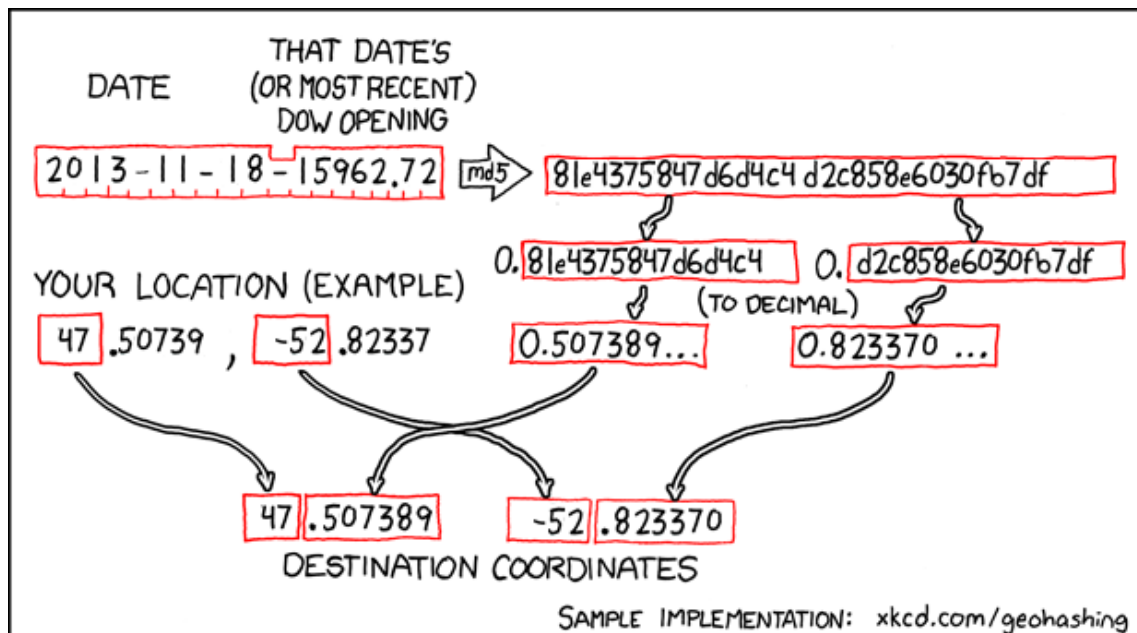 DATE
THAT DATE'S
(OR MOST RECENT)
DOW OPENING
2013-11-18-15962.72
md5
81e4375847d6d4c4d2c858e6030fb7df
0.81e4375847d6d4c4
0.d2c858e6030fb7df
YOUR LOCATION (EXAMPLE)
(TO DECIMAL)
47.50739, -52.82337
0.507389...
0.823370...
47.507389
-52.823370
DESTINATION COORDINATES
SAMPLE IMPLEMENTATION: xkcd.com/geohashing